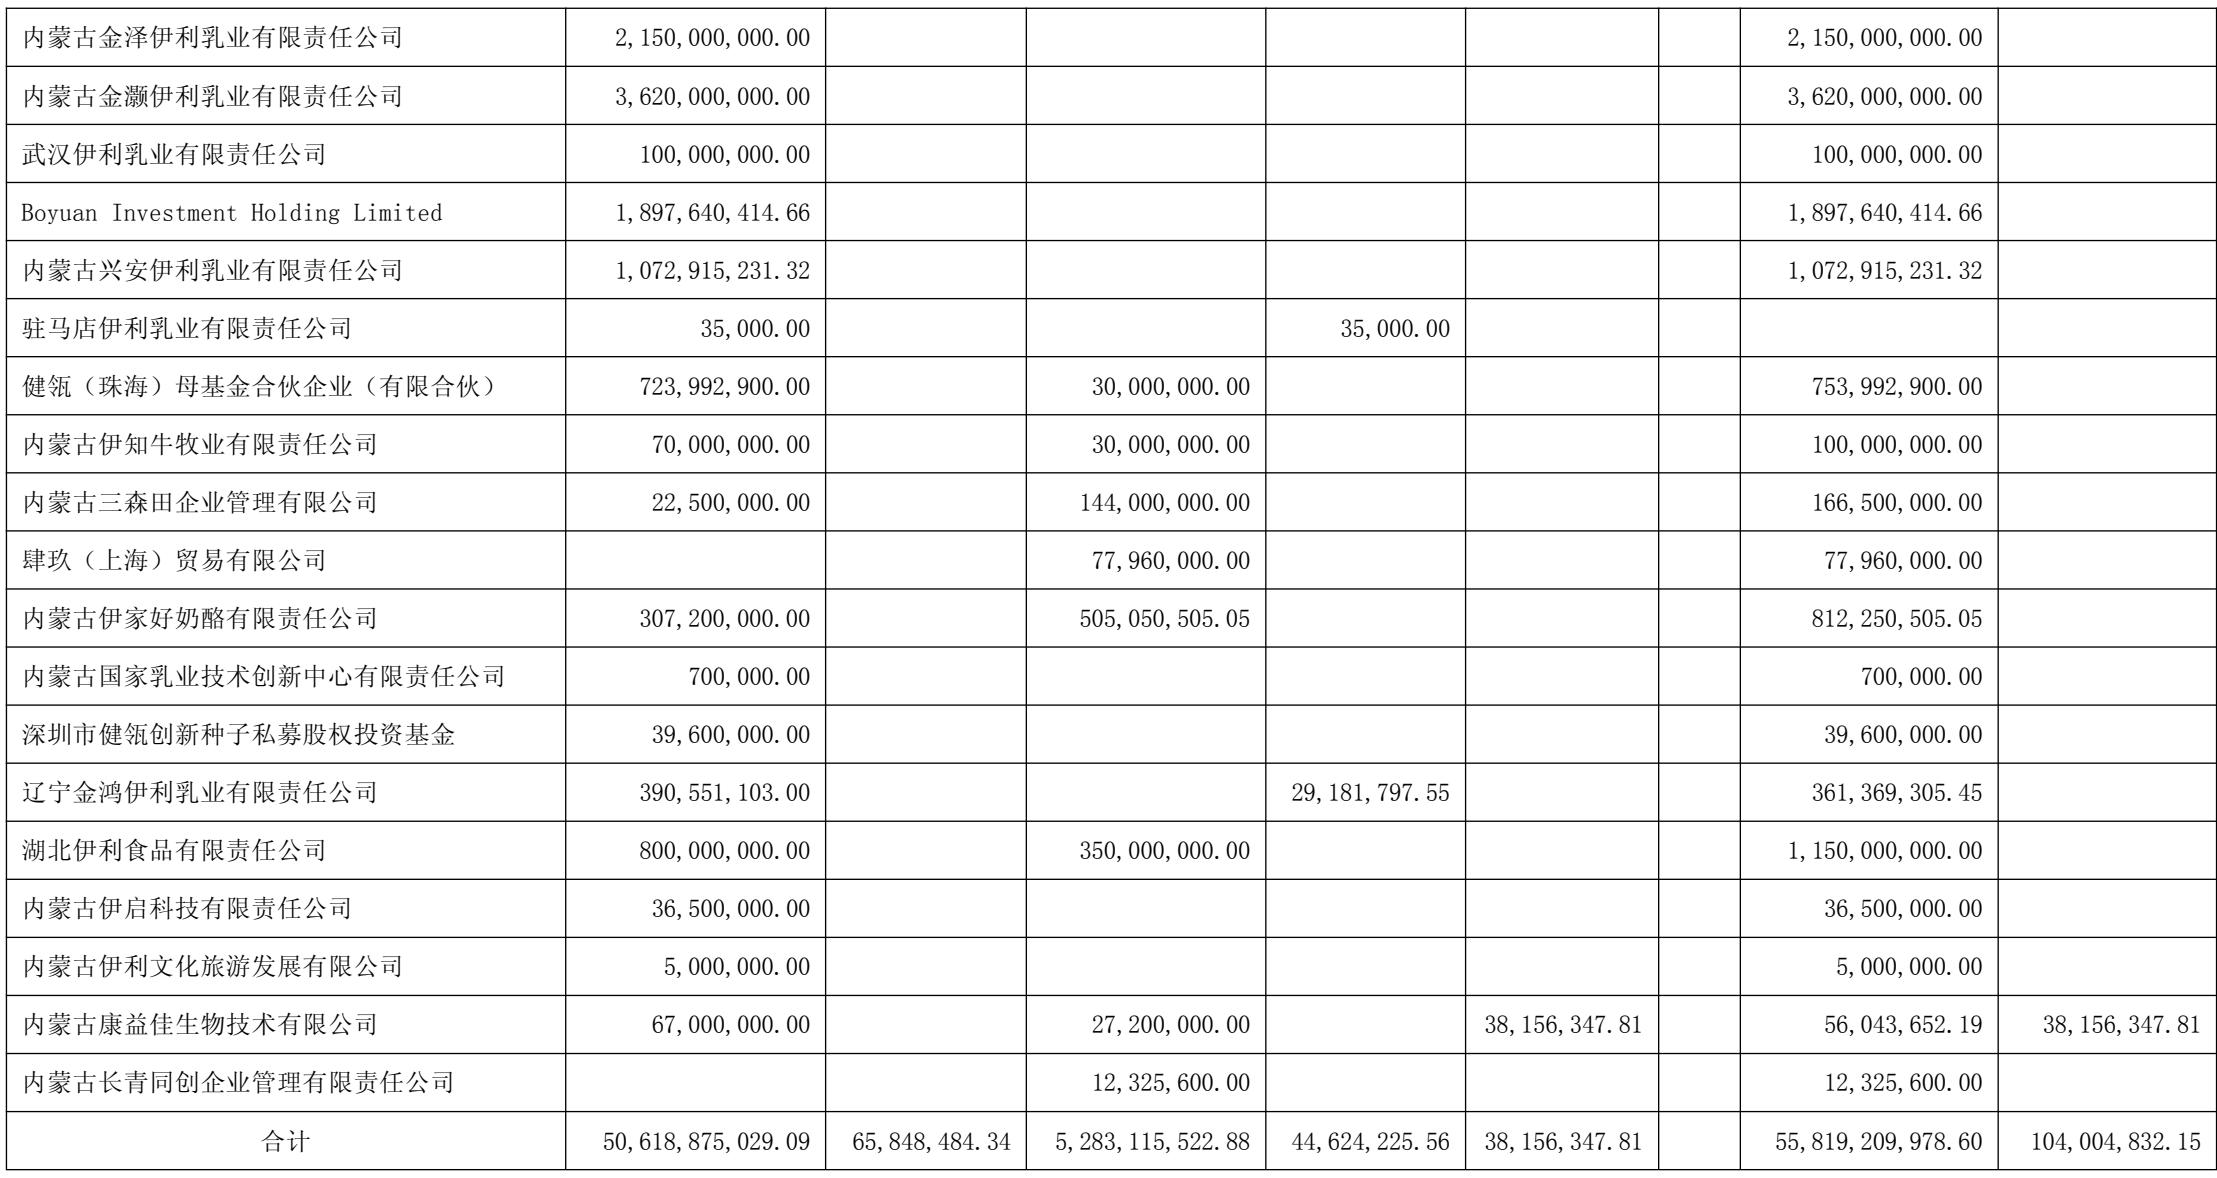 内蒙古金泽伊利乳业有限责任公司 2,150,000,000.00 2,150,000,000.00
内蒙古金灏伊利乳业有限责任公司 3,620,000,000.00 3,620,000,000.00
武汉伊利乳业有限责任公司 100,000,000.00 100,000,000.00
Boyuan Investment Holding Limited 1,897,640,414.66 1,897,640,414.66
内蒙古兴安伊利乳业有限责任公司 1,072,915,231.32 1,072,915,231.32
驻马店伊利乳业有限责任公司 35,000.00 35,000.00
健瓴（珠海）母基金合伙企业（有限合伙） 723,992,900.00 30,000,000.00 753,992,900.00
内蒙古伊知牛牧业有限责任公司 70,000,000.00 30,000,000.00 100,000,000.00
内蒙古三森田企业管理有限公司 22,500,000.00 144,000,000.00 166,500,000.00
肆玖（上海）贸易有限公司 77,960,000.00 77,960,000.00
内蒙古伊家好奶酪有限责任公司 307,200,000.00 505,050,505.05 812,250,505.05
内蒙古国家乳业技术创新中心有限责任公司 700,000.00 700,000.00
深圳市健瓴创新种子私募股权投资基金 39,600,000.00 39,600,000.00
辽宁金鸿伊利乳业有限责任公司 390,551,103.00 29,181,797.55 361,369,305.45
湖北伊利食品有限责任公司 800,000,000.00 350,000,000.00 1,150,000,000.00
内蒙古伊启科技有限责任公司 36,500,000.00 36,500,000.00
内蒙古伊利文化旅游发展有限公司 5,000,000.00 5,000,000.00
内蒙古康益佳生物技术有限公司 67,000,000.00 27,200,000.00 38,156,347.81 56,043,652.19 38,156,347.81
内蒙古长青同创企业管理有限责任公司 12,325,600.00 12,325,600.00
合计 50,618,875,029.09 65,848,484.34 5,283,115,522.88 44,624,225.56 38,156,347.81 55,819,209,978.60 104,004,832.15